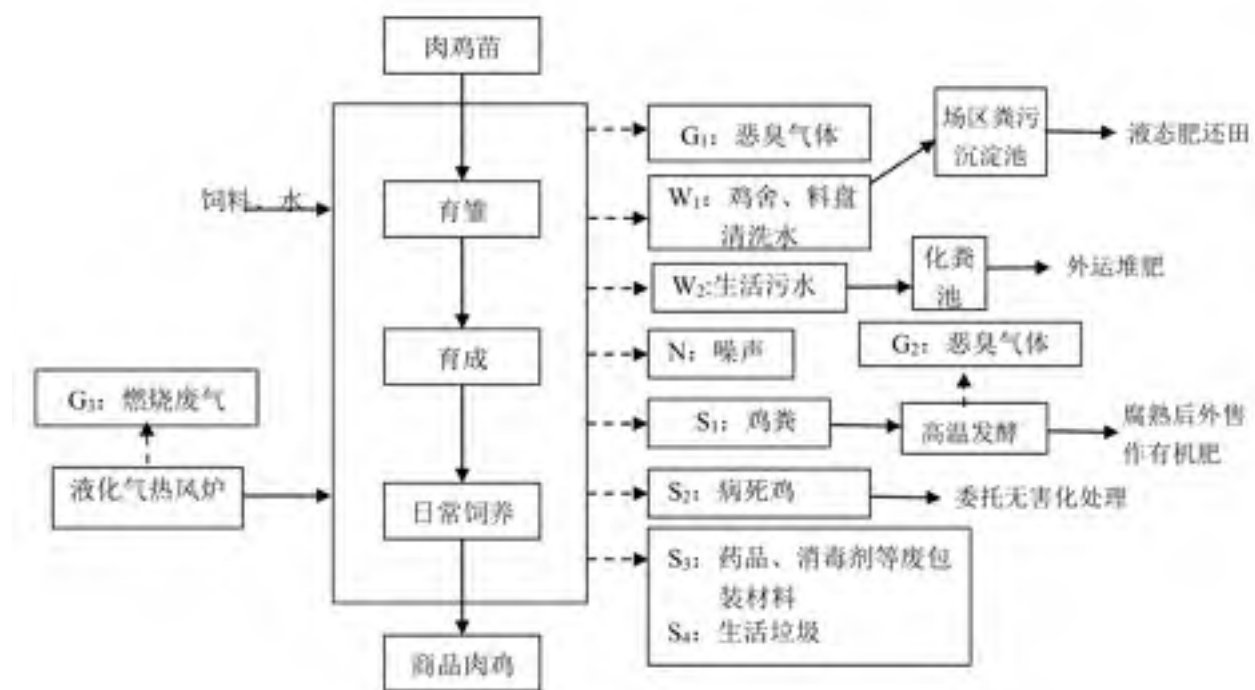 肉鸡苗
G₁：恶臭气体
场区粪污
沉淀池
液态肥还田
饲料、水
育雏
W₁：鸡舍、料盘
清洗水
W₂:生活污水
化粪
池
外运堆肥
育成
N：噪声
G₂：恶臭气体
G₃：燃烧废气
S₁：鸡粪
高温发酵
腐熟后外售
作有机肥
液化气热风炉
日常饲养
S₂：病死鸡
委托无害化处理
S₃：药品、消毒剂等废包
装材料
S₄：生活垃圾
商品肉鸡